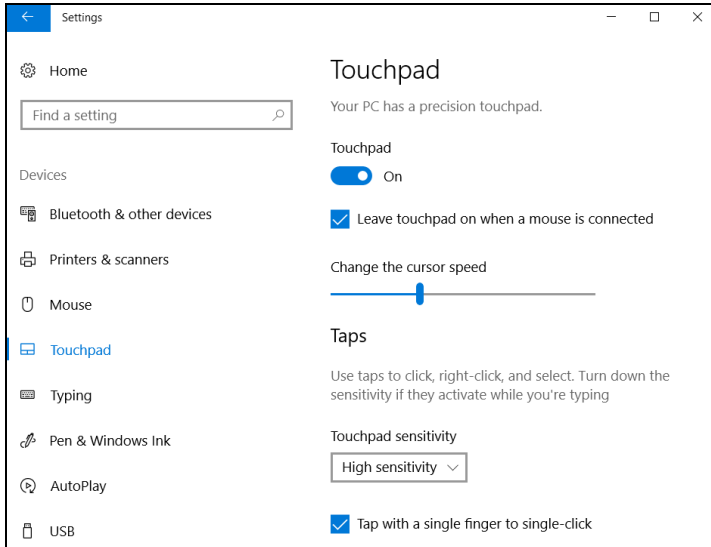 Settings
Home
Find a setting
Devices
Bluetooth & other devices
Printers & scanners
Mouse
Touchpad
Typing
Pen & Windows Ink
AutoPlay
USB
Touchpad
Your PC has a precision touchpad.
Touchpad
On
Leave touchpad on when a mouse is connected
Change the cursor speed
Taps
Use taps to click, right-click, and select. Turn down the
sensitivity if they activate while you're typing
Touchpad sensitivity
High sensitivity
Tap with a single finger to single-click